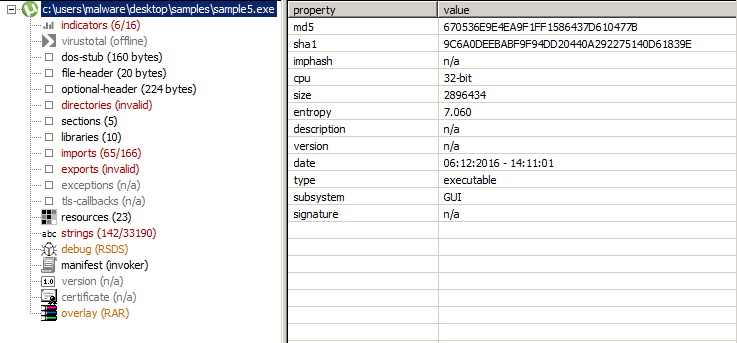 c:\users\malware\desktop\samples\sample5.exe
indicators (6/16)
virustotal (offline)
dos-stub (160 bytes)
file-header (20 bytes)
optional-header (224 bytes)
directories (invalid)
sections (5)
libraries (10)
imports (65/166)
exports (invalid)
exceptions (n/a)
tls-callbacks (n/a)
resources (23)
abc strings (142/33190)
debug (RSDS)
manifest (invoker)
1.0 version (n/a)
certificate (n/a)
overlay (RAR)
property value
md5 670536E9E4EA9F1FF1586437D610477B
sha1 9C6A0DEEBABF9F94DD20440A292275140D61839E
imphash n/a
cpu 32-bit
size 2896434
entropy 7.060
description n/a
version n/a
date 06:12:2016 - 14:11:01
type executable
subsystem GUI
signature n/a